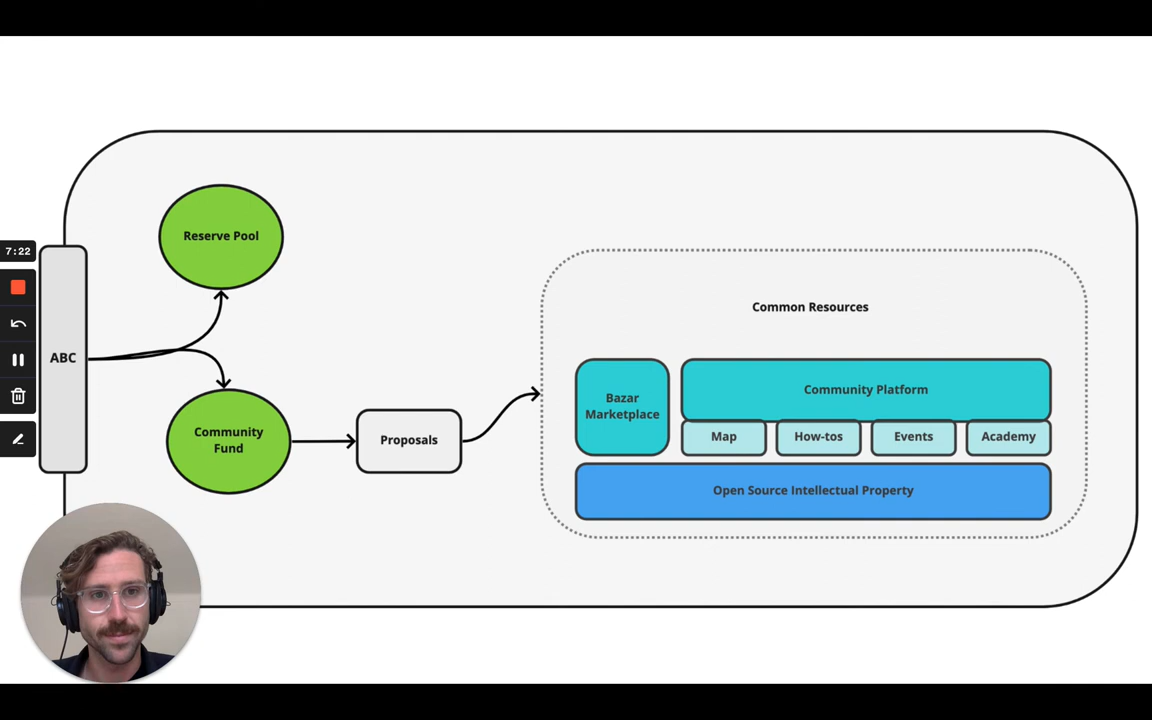 Reserve Pool
7:22
ABC
Community
Fund
Proposals
Common Resources
Bazar
Marketplace
Community Platform
Map
How-tos
Events
Academy
Open Source Intellectual Property